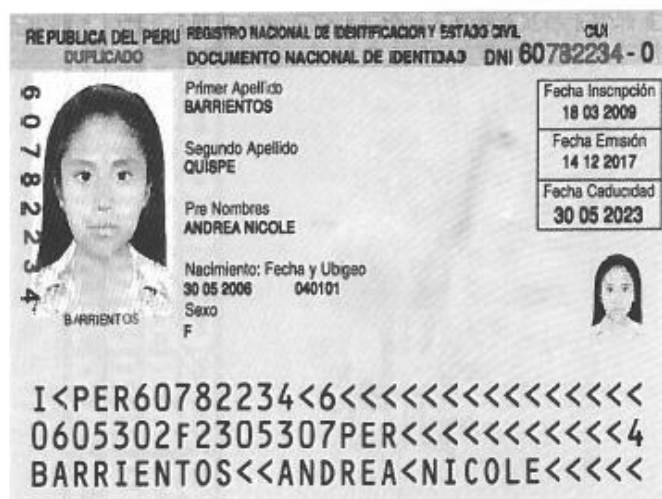 REPUBLICA DEL PERU
DUPLICADO
REGISTRO NACIONAL DE IDENTIFICACION Y ESTADO CIVIL
DOCUMENTO NACIONAL DE IDENTIDAD
CUI
DNI 60782234 - 0
60782234
BARRIENTOS
Primer Apellido
BARRIENTOS
Segundo Apellido
QUISPE
Pre Nombres
ANDREA NICOLE
Nacimiento: Fecha y Ubigeo
30 05 2006 040101
Sexo
F
Fecha Inscripción
18 03 2009
Fecha Emisión
14 12 2017
Fecha Caducidad
30 05 2023
I<PER60782234<6<<<<<<<<<<<<<<<
0605302F2305307PER<<<<<<<<<<<4
BARRIENTOS<<ANDREA<NICOLE<<<<<